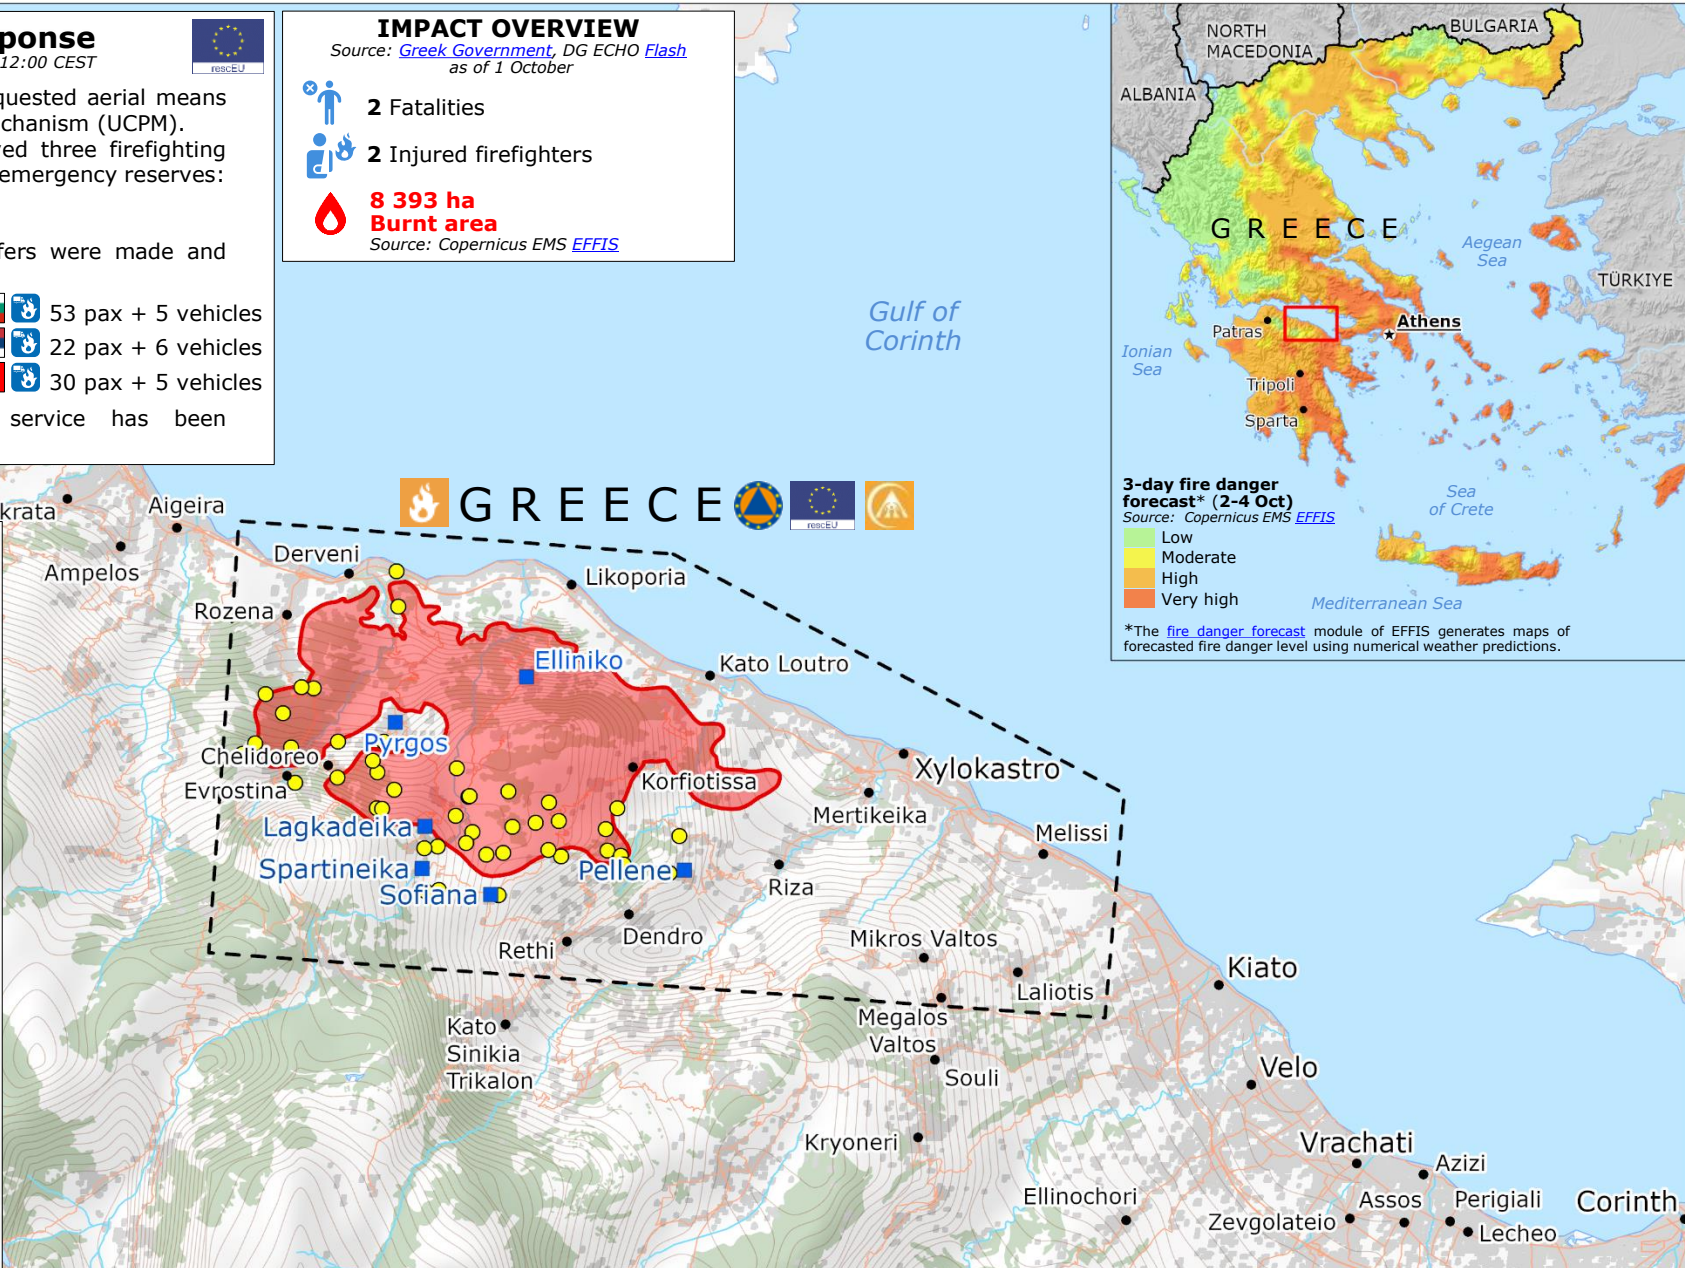 ponse
12:00 CEST
rescEU
quested aerial means
chanism (UCPM).
ed three firefighting
emergency reserves:
fers were made and
53 pax + 5 vehicles
22 pax + 6 vehicles
30 pax + 5 vehicles
service has been
IMPACT OVERVIEW
Source: Greek Government, DG ECHO Flash
as of 1 October
2 Fatalities
2 Injured firefighters
8 393 ha
Burnt area
Source: Copernicus EMS EFFIS
Gulf of
Corinth
NORTH
MACEDONIA
BULGARIA
ALBANIA
GREECE
Aegean
Sea
TÜRKIYE
Patras
Athens
Ionian
Sea
Tripoli
Sparta
3-day fire danger
forecast* (2-4 Oct)
Source: Copernicus EMS EFFIS
Low
Moderate
High
Very high
Sea
of Crete
Mediterranean Sea
*The fire danger forecast module of EFFIS generates maps of
forecasted fire danger level using numerical weather predictions.
GREECE
rescEU
krata
Aigeira
Ampelos
Derveni
Likoporia
Rozena
Elliniko
Kato Loutro
Pyrgos
Chelidoreo
Evrostina
Korfiotissa
Xylokastro
Mertikeika
Lagkadeika
Melissi
Spartineika
Pellene
Riza
Sofiana
Dendro
Rethi
Mikros Valtos
Laliotis
Kiato
Megalos
Valtos
Kato
Sinikia
Trikalon
Souli
Velo
Kryoneri
Vrachati
Azizi
Ellinochori
Zevgolateio
Assos
Perigiali
Corinth
Lecheo